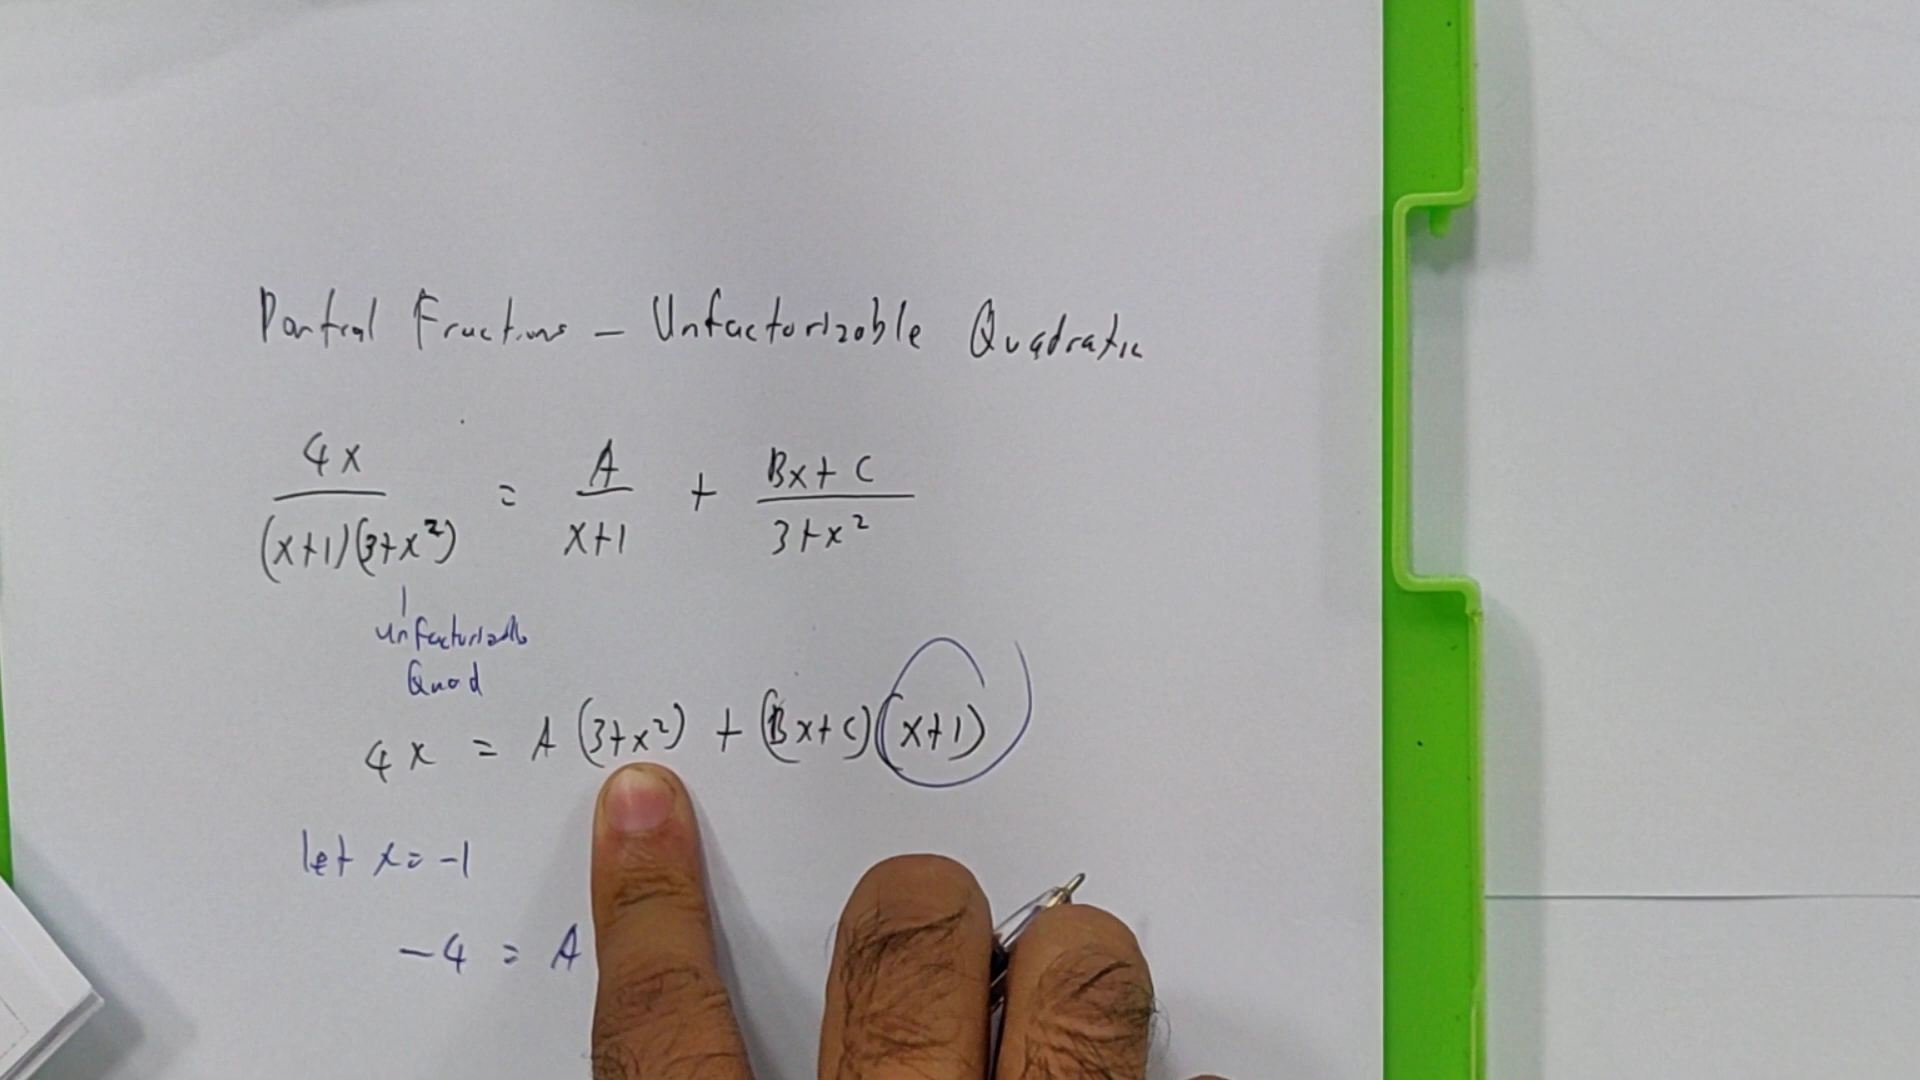 Partial Fractions – Unfactorizable Quadratic
4x/((x+1)(3+x²)) = A/(x+1) + (Bx+C)/(3+x²)
Unfactorizable
Quad
4x = A(3+x²) + (Bx+C)(x+1)
let x=-1
-4 = A